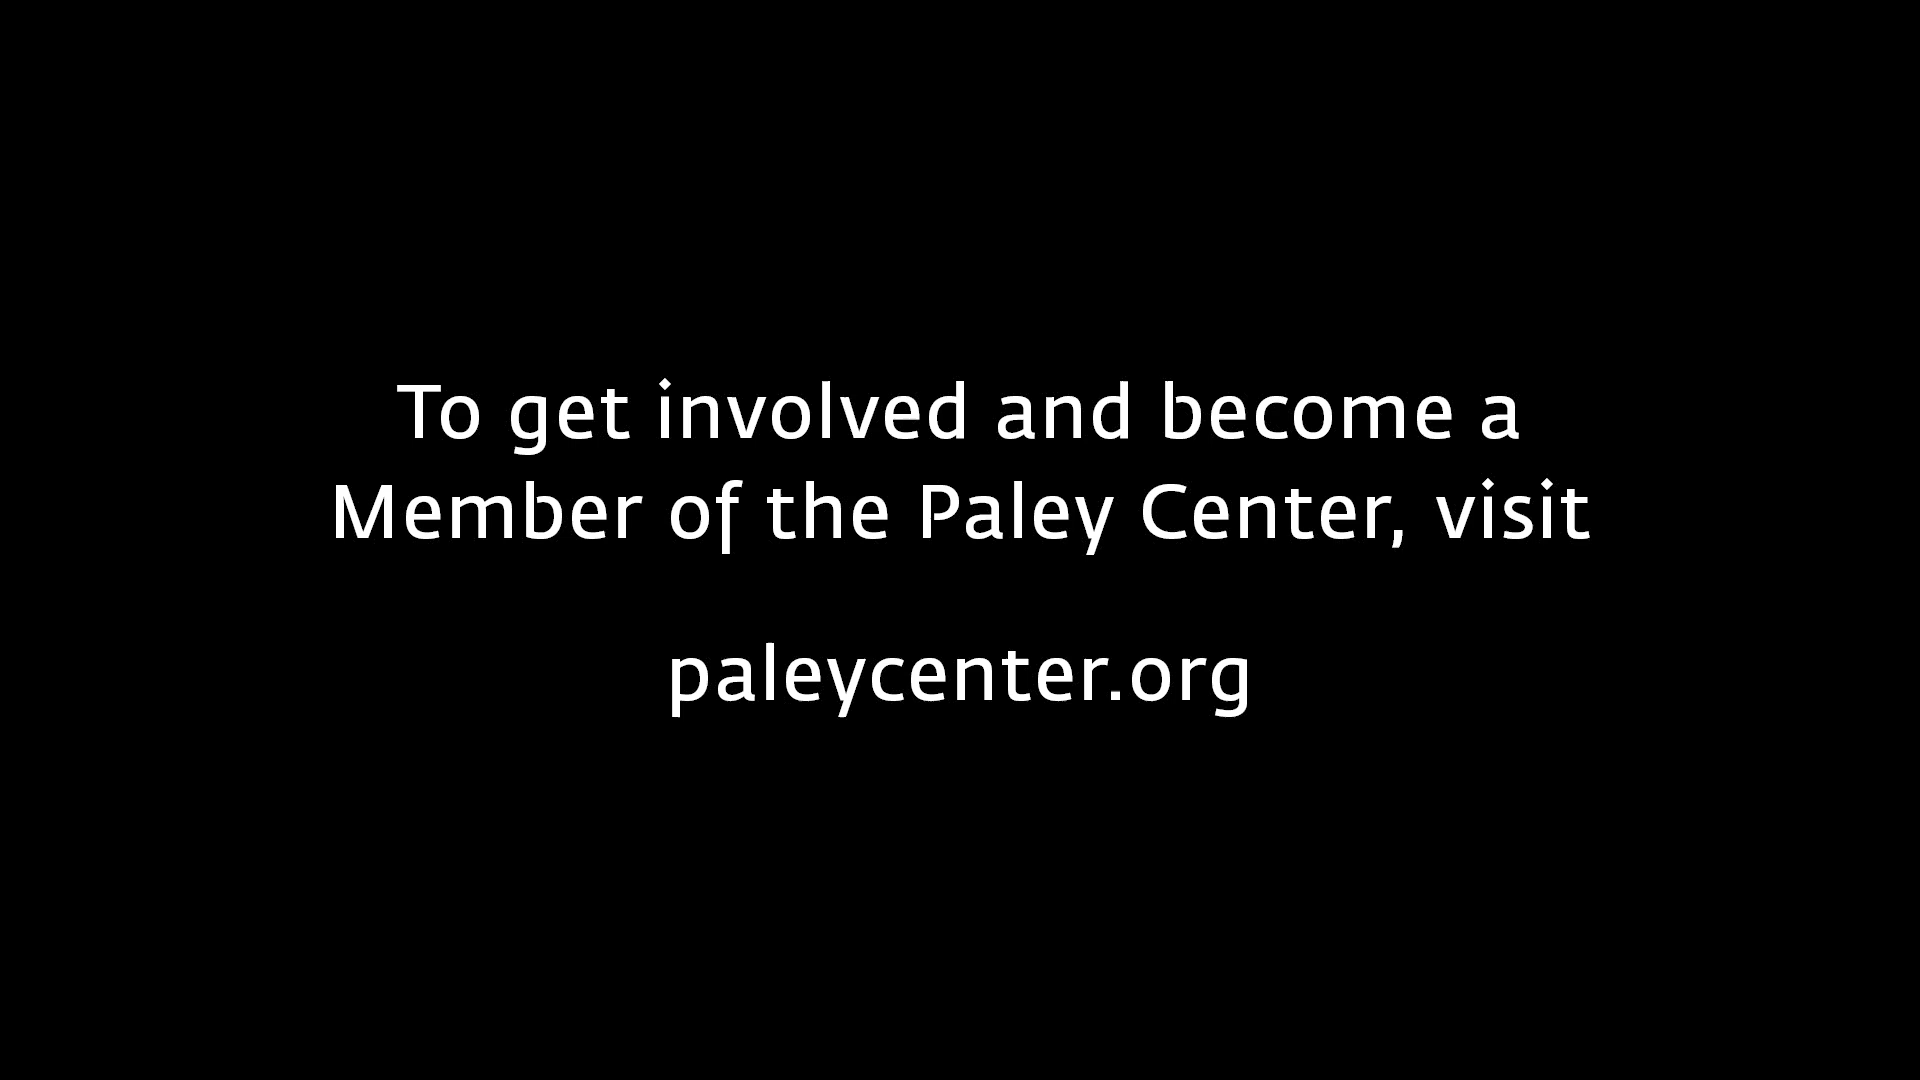 To get involved and become a
Member of the Paley Center, visit
paleycenter.org